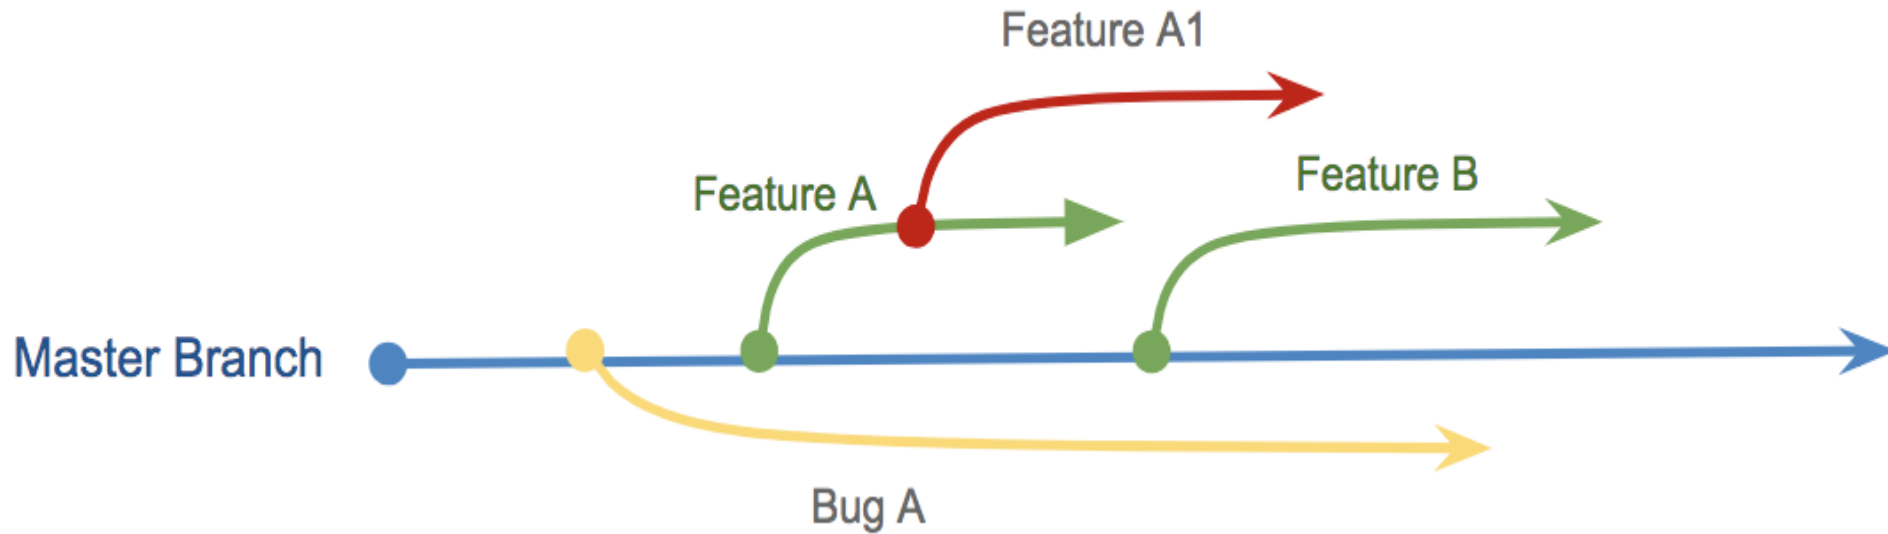 Feature A1
Feature A
Feature B
Master Branch
Bug A